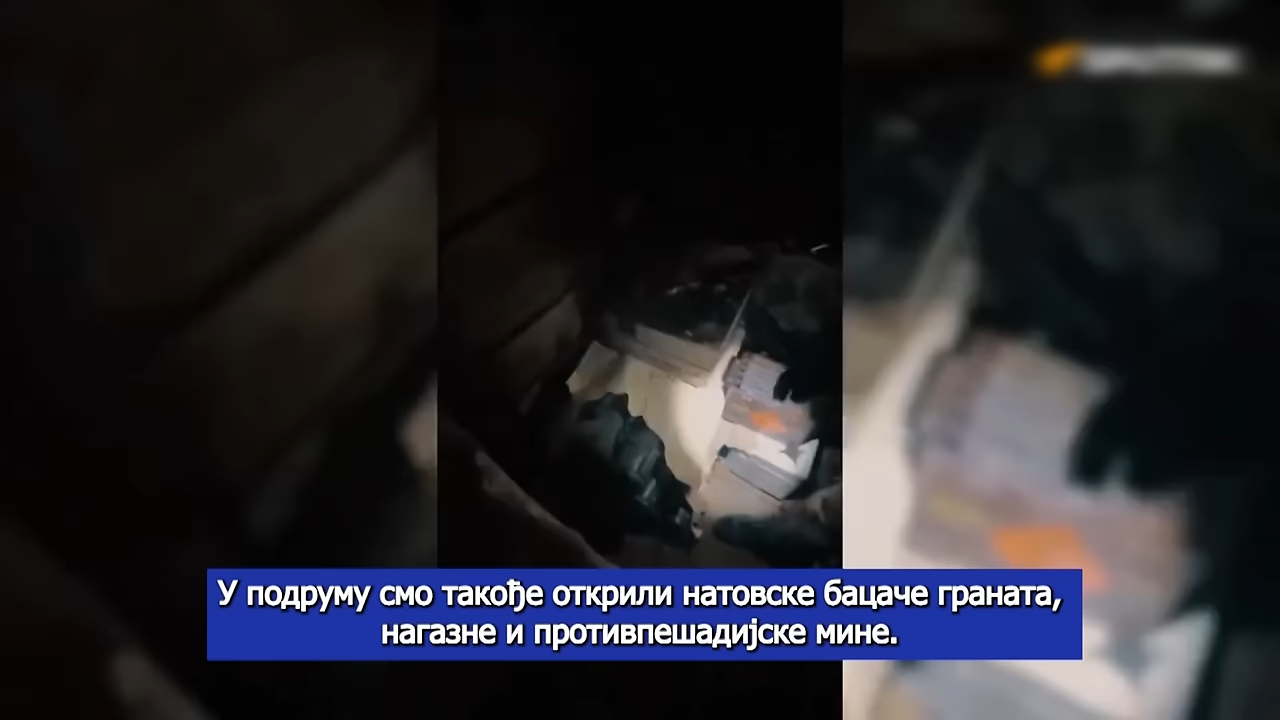 У подруму смо такође открили натовске бацаче граната,
нагазне и противпешадијске мине.